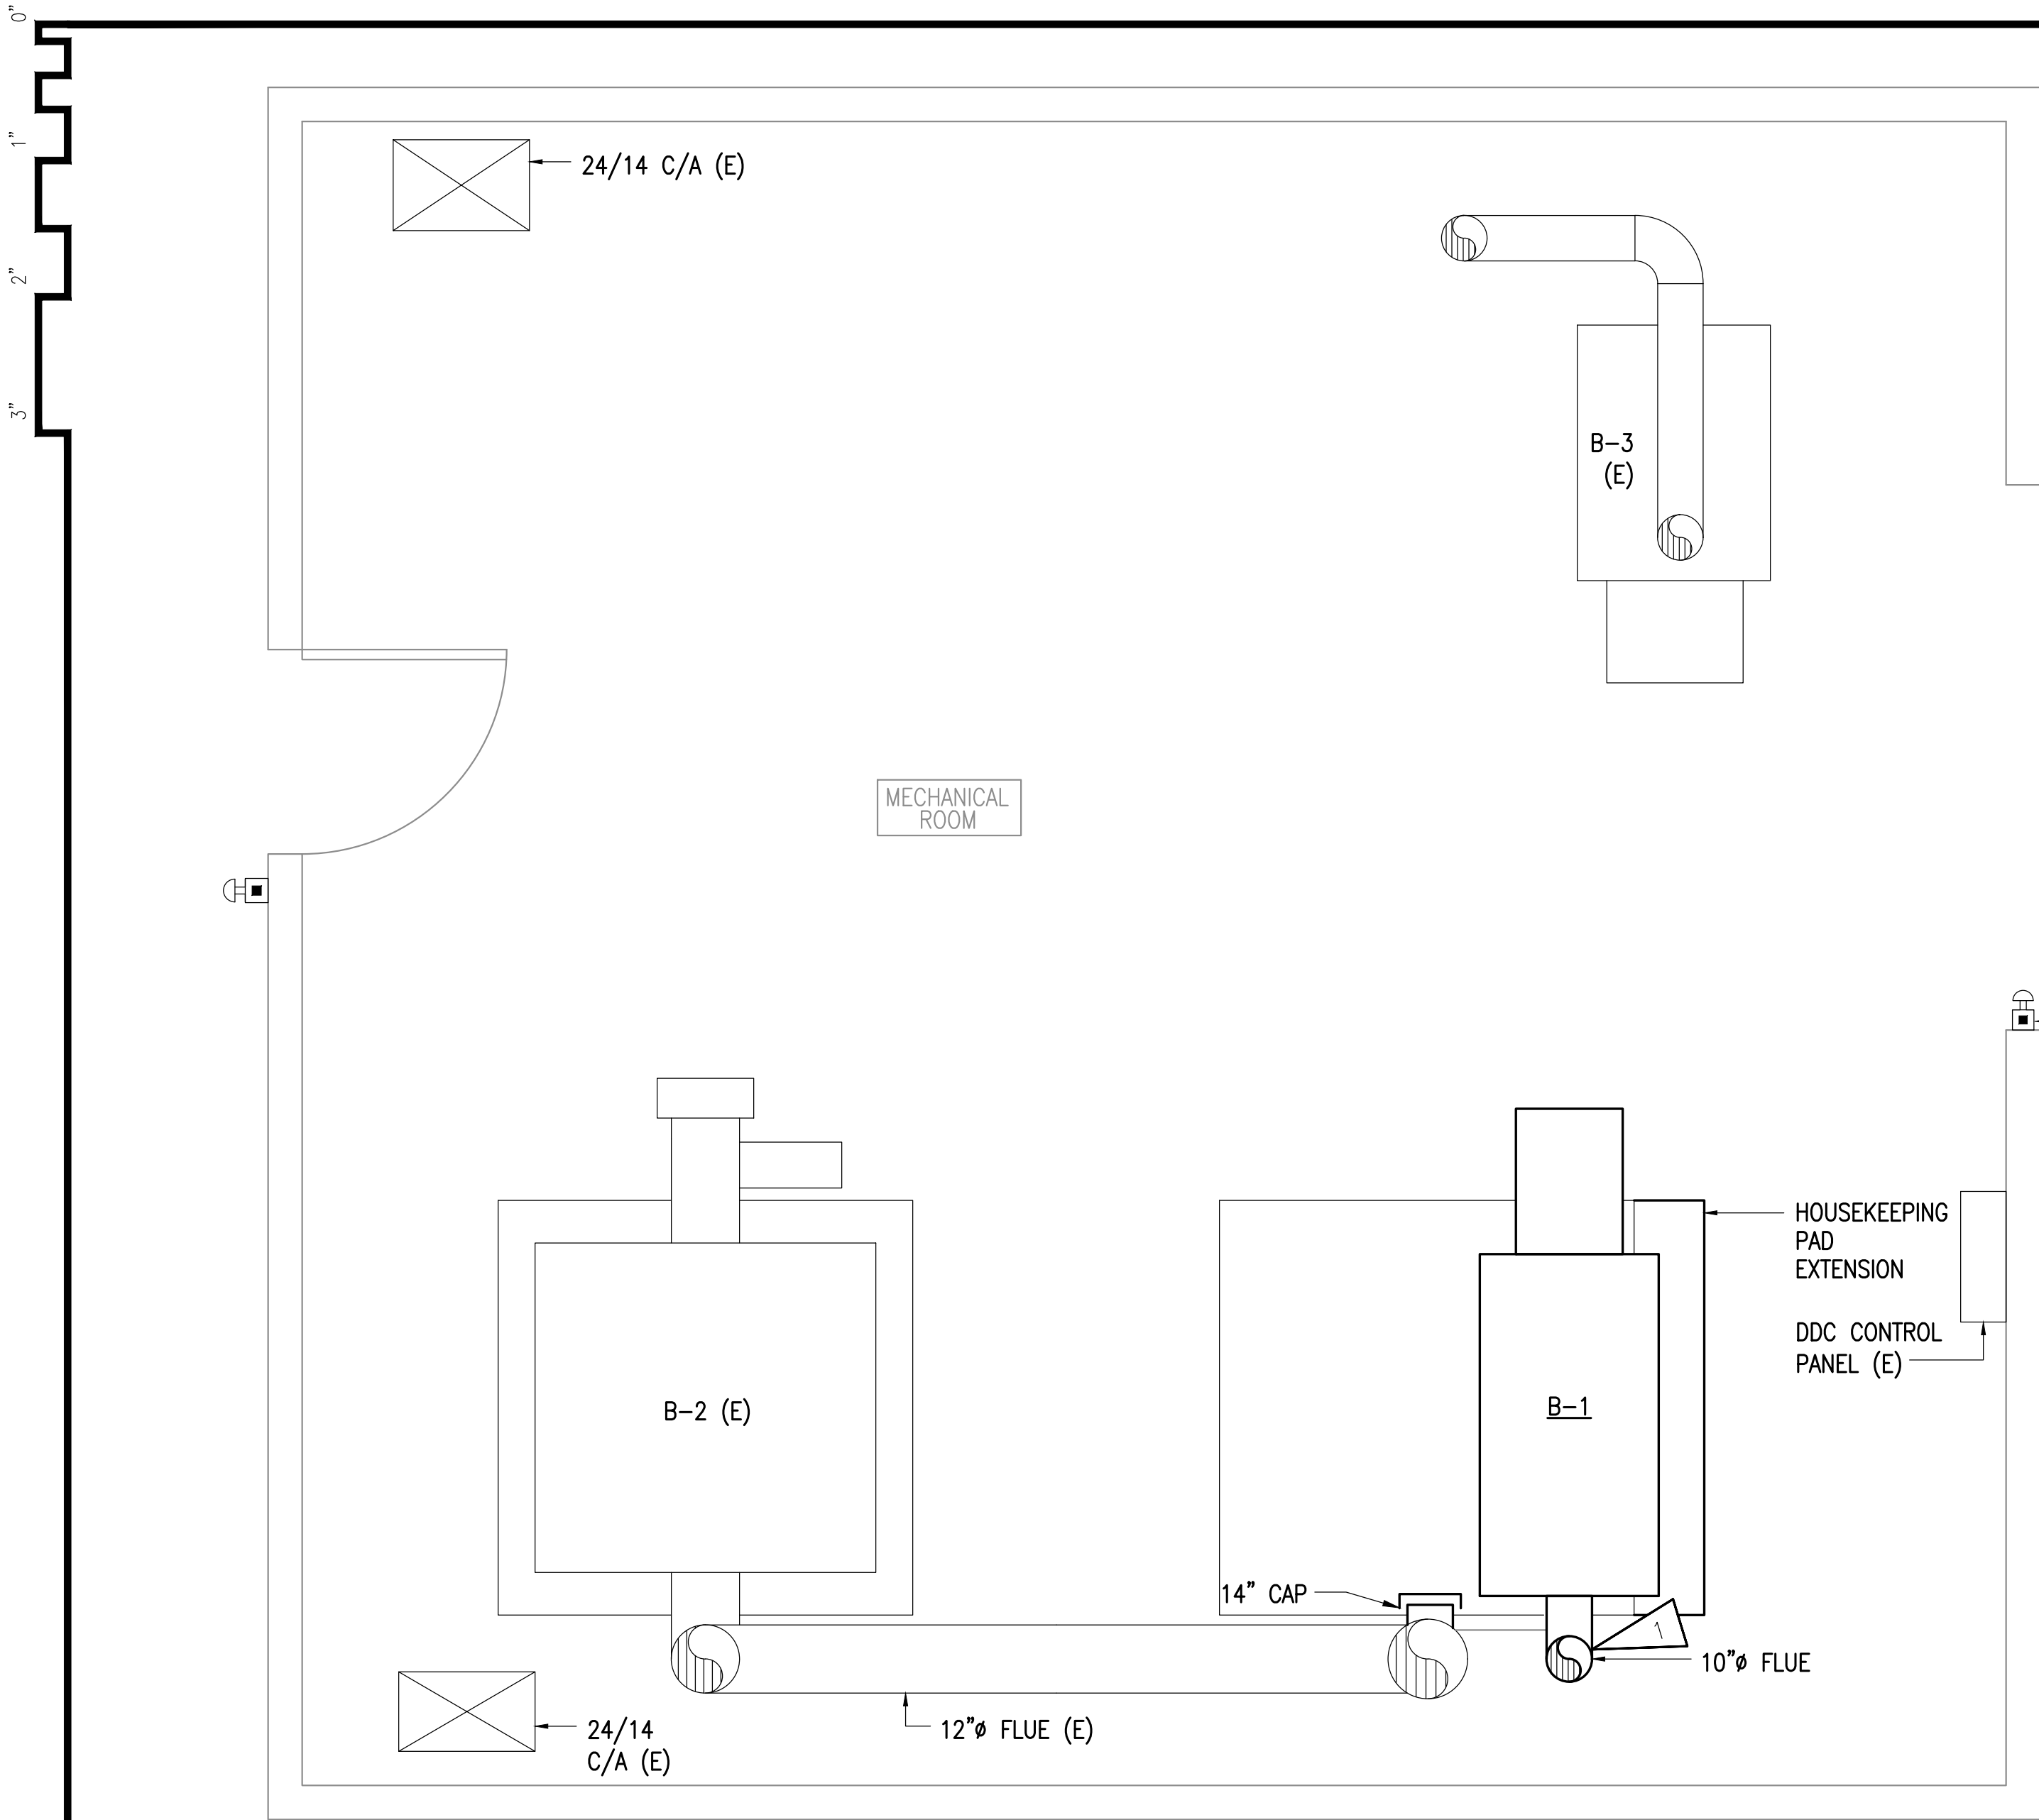 0"
1"
2"
3"
24/14 C/A (E)
B-3
(E)
MECHANICAL
ROOM
HOUSEKEEPING
PAD
EXTENSION
DDC CONTROL
PANEL (E)
B-2 (E)
B-1
14" CAP
1
10"ø FLUE
24/14
C/A (E)
12"ø FLUE (E)